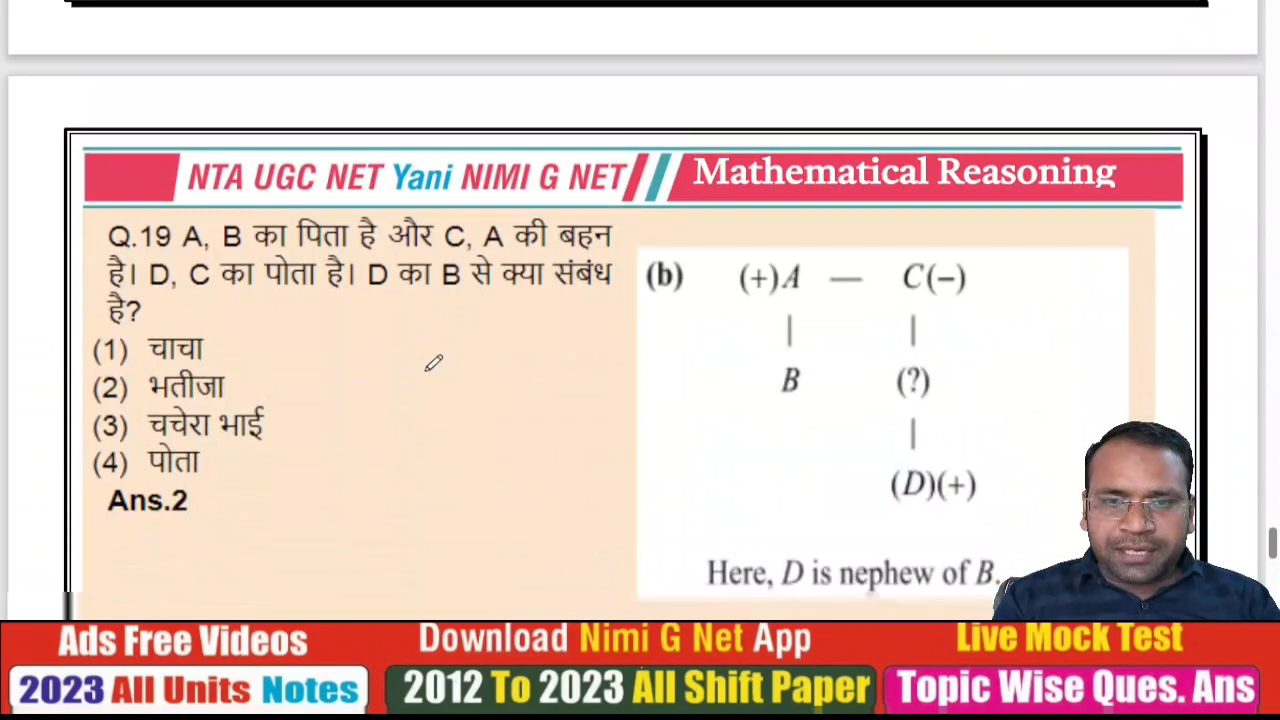 NTA UGC NET Yani NIMI G NET
Mathematical Reasoning
Q.19 A, B का पिता है और C, A की बहन
है। D, C का पोता है। D का B से क्या संबंध
है?
(1) चाचा
(2) भतीजा
(3) चचेरा भाई
(4) पोता
Ans.2
(b) (+)A — C(–)
| |
B (?)
|
(D)(+)
Here, D is nephew of B.
Ads Free Videos
Download Nimi G Net App
Live Mock Test
2023 All Units Notes
2012 To 2023 All Shift Paper
Topic Wise Ques. Ans